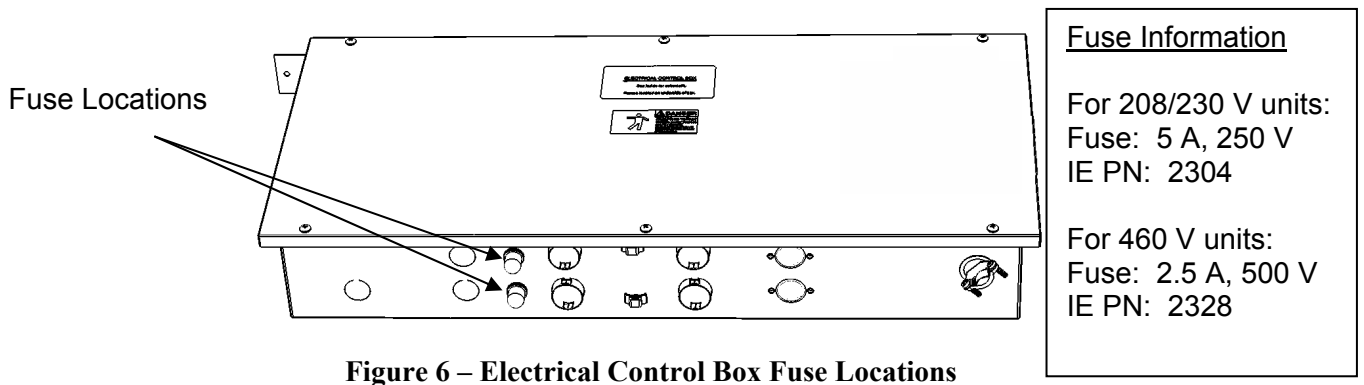 Fuse Locations
ELECTRICAL CONTROL BOX
DANGER
Fuse Information
For 208/230 V units:
Fuse: 5 A, 250 V
IE PN: 2304
For 460 V units:
Fuse: 2.5 A, 500 V
IE PN: 2328
Figure 6 – Electrical Control Box Fuse Locations